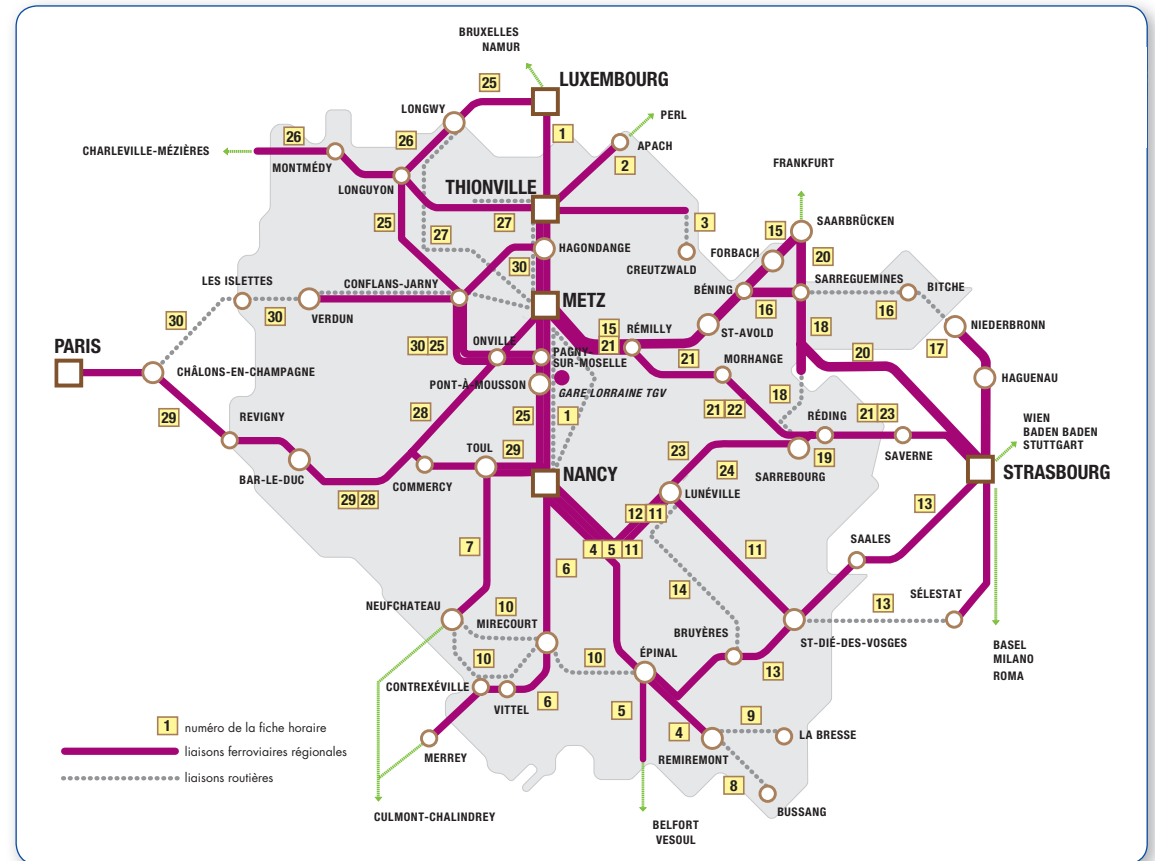 BRUXELLES
NAMUR
25
LUXEMBOURG
LONGWY
PERL
26
26
1
APACH
CHARLEVILLE-MÉZIÈRES
MONTMÉDY
2
FRANKFURT
LONGUYON
THIONVILLE
25
27
3
SAARBRÜCKEN
15
27
HAGONDANGE
FORBACH
20
30
CREUTZWALD
LES ISLETTES
CONFLANS-JARNY
BÉNING
SARREGUEMINES
BITCHE
METZ
16
16
30
VERDUN
30
NIEDERBRONN
15
RÉMILLY
ST-AVOLD
18
17
PARIS
30 25
ONVILLE
21
20
PAGNY-
SUR-MOSELLE
21
MORHANGE
CHÂLONS-EN-CHAMPAGNE
HAGUENAU
PONT-À-MOUSSON
GARE LORRAINE TGV
18
29
28
25
1
21 22
RÉDING
21 23
WIEN
BADEN BADEN
STUTTGART
REVIGNY
TOUL
29
23
SAVERNE
19
BAR-LE-DUC
COMMERCY
NANCY
24
SARREBOURG
STRASBOURG
29 28
LUNÉVILLE
12 11
13
7
4 5 11
11
SAALES
6
14
10
SÉLESTAT
NEUFCHATEAU
MIRECOURT
13
BRUYÈRES
ST-DIÉ-DES-VOSGES
10
10
ÉPINAL
BASEL
MILANO
ROMA
13
CONTREXÉVILLE
VITTEL
6
5
4
9
1 numéro de la fiche horaire
LA BRESSE
liaisons ferroviaires régionales
MERREY
REMIREMONT
liaisons routières
8
BUSSANG
CULMONT-CHALINDREY
BELFORT
VESOUL